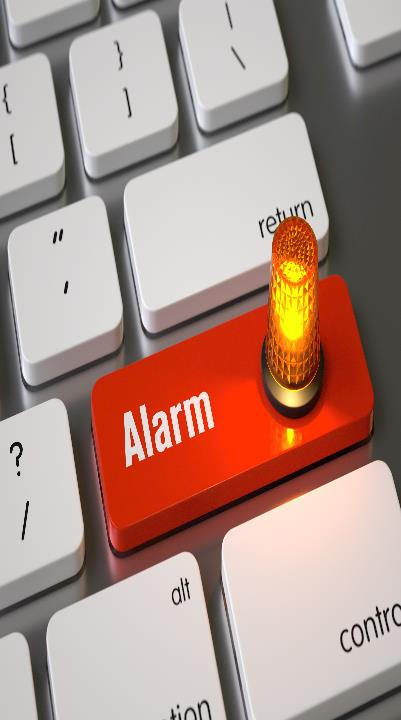 {
[
}
]
|
\
"
'
return
Alarm
?
/
alt
contro